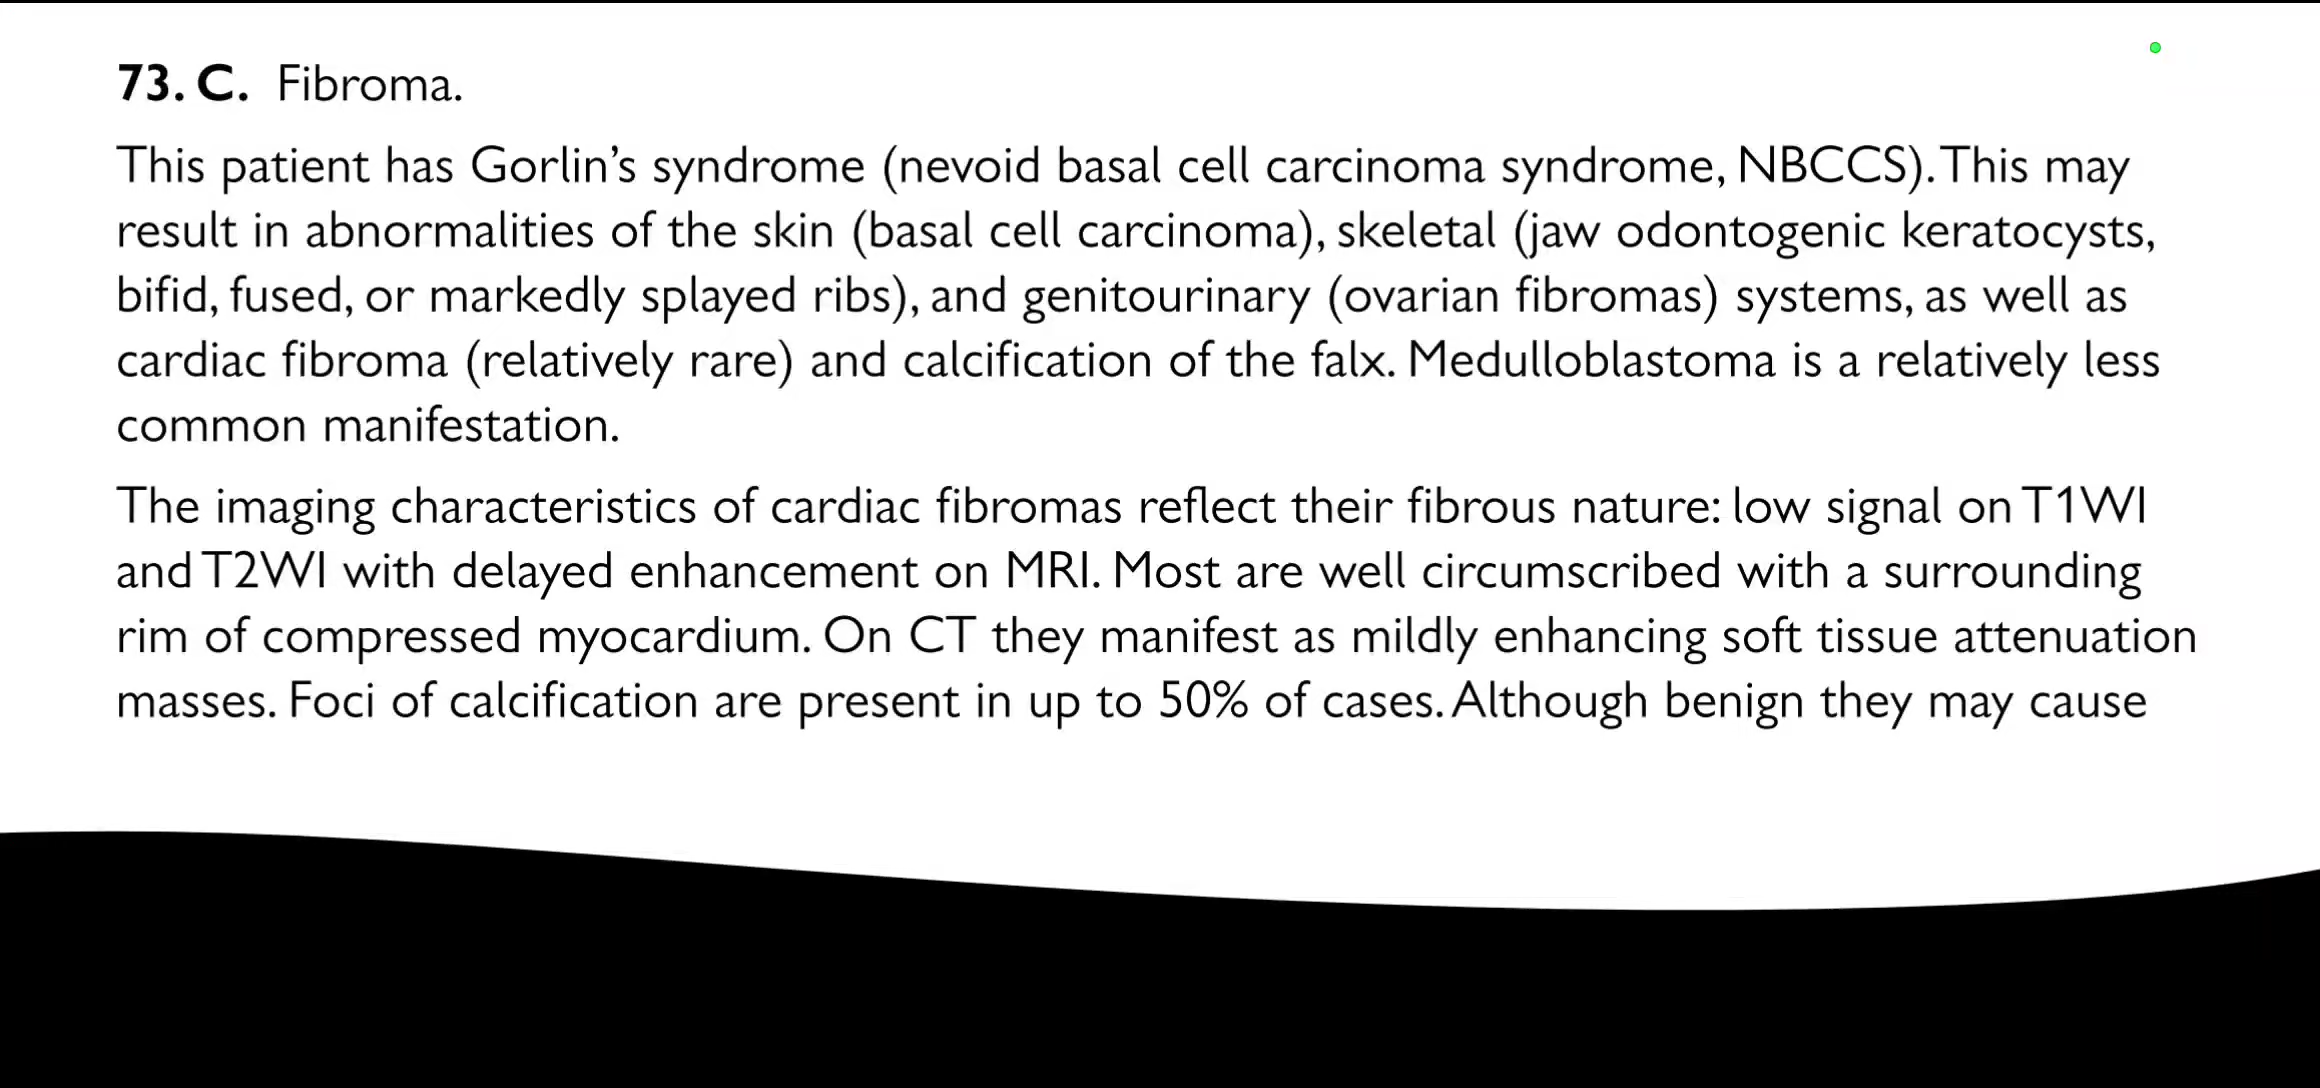 73. C. Fibroma.
This patient has Gorlin’s syndrome (nevoid basal cell carcinoma syndrome, NBCCS). This may
result in abnormalities of the skin (basal cell carcinoma), skeletal (jaw odontogenic keratocysts,
bifid, fused, or markedly splayed ribs), and genitourinary (ovarian fibromas) systems, as well as
cardiac fibroma (relatively rare) and calcification of the falx. Medulloblastoma is a relatively less
common manifestation.
The imaging characteristics of cardiac fibromas reflect their fibrous nature: low signal on T1WI
and T2WI with delayed enhancement on MRI. Most are well circumscribed with a surrounding
rim of compressed myocardium. On CT they manifest as mildly enhancing soft tissue attenuation
masses. Foci of calcification are present in up to 50% of cases. Although benign they may cause